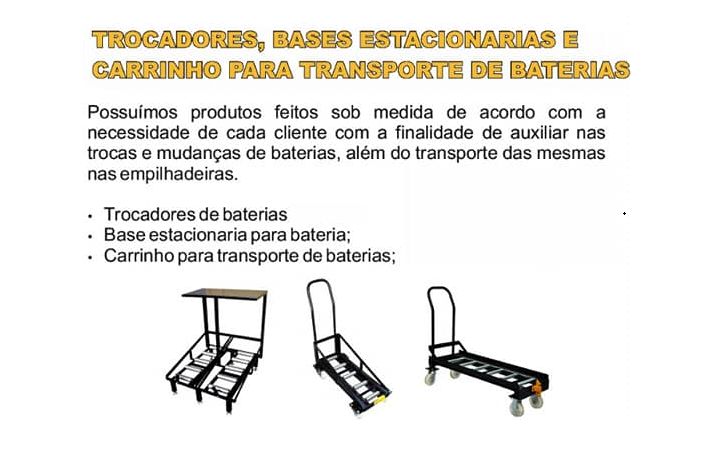 TROCADORES, BASES ESTACIONARIAS E
CARRINHO PARA TRANSPORTE DE BATERIAS
Possuímos produtos feitos sob medida de acordo com a
necessidade de cada cliente com a finalidade de auxiliar nas
trocas e mudanças de baterias, além do transporte das mesmas
nas empilhadeiras.
• Trocadores de baterias
• Base estacionaria para bateria;
• Carrinho para transporte de baterias;